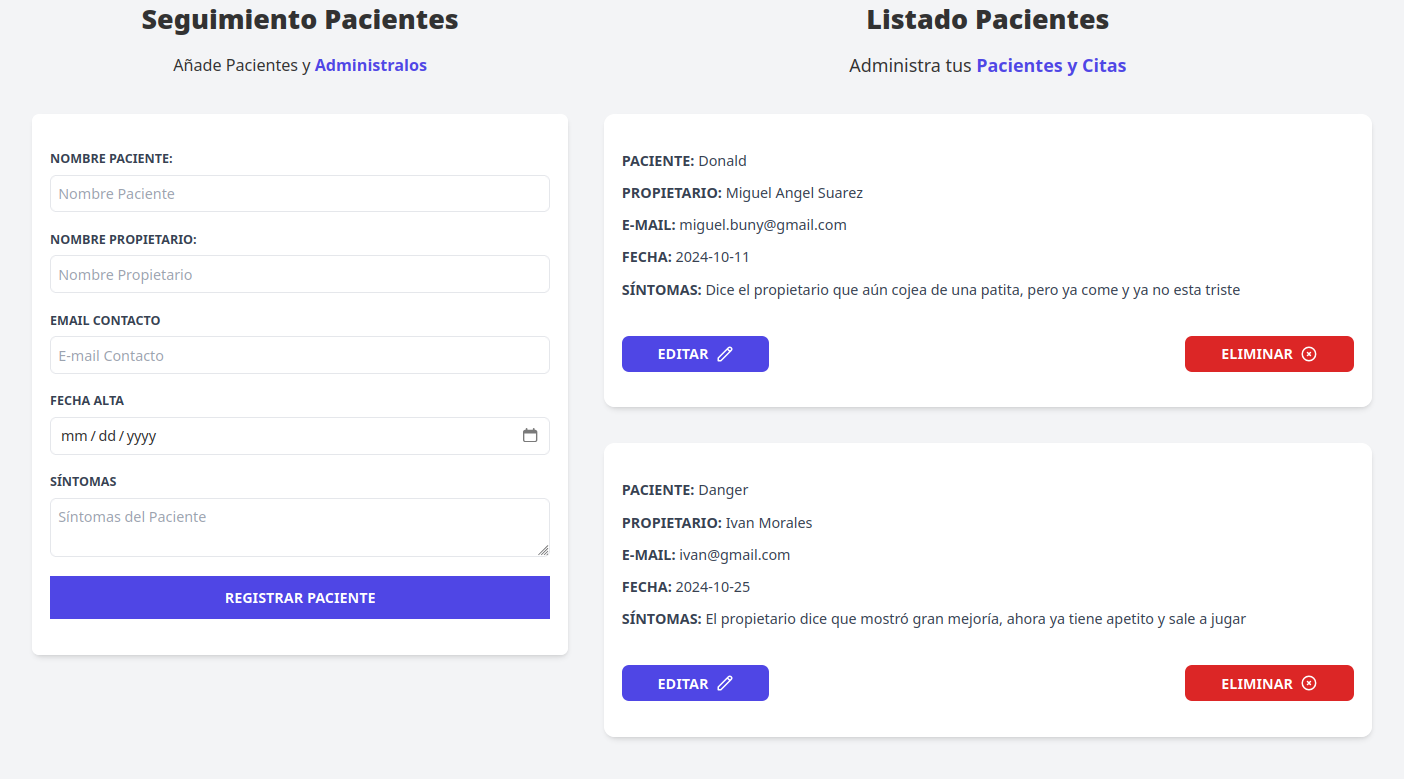 Seguimiento Pacientes
Añade Pacientes y Administralos
NOMBRE PACIENTE:
Nombre Paciente
NOMBRE PROPIETARIO:
Nombre Propietario
EMAIL CONTACTO
E-mail Contacto
FECHA ALTA
mm/dd/yyyy
SÍNTOMAS
Síntomas del Paciente
REGISTRAR PACIENTE
Listado Pacientes
Administra tus Pacientes y Citas
PACIENTE: Donald
PROPIETARIO: Miguel Angel Suarez
E-MAIL: miguel.buny@gmail.com
FECHA: 2024-10-11
SÍNTOMAS: Dice el propietario que aún cojea de una patita, pero ya come y ya no esta triste
EDITAR
ELIMINAR
PACIENTE: Danger
PROPIETARIO: Ivan Morales
E-MAIL: ivan@gmail.com
FECHA: 2024-10-25
SÍNTOMAS: El propietario dice que mostró gran mejoría, ahora ya tiene apetito y sale a jugar
EDITAR
ELIMINAR